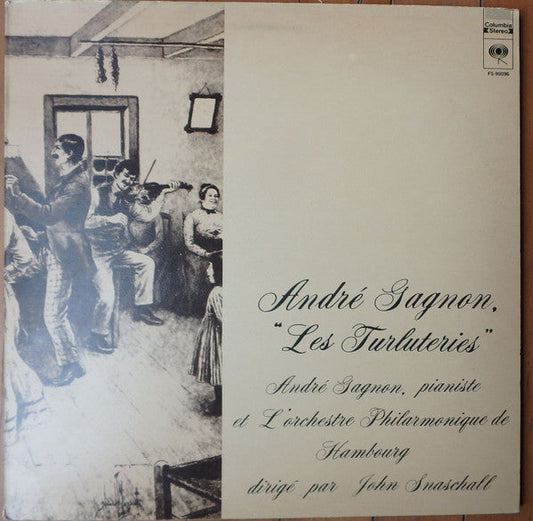 Columbia
Stereo
FS-90096
André Gagnon,
"Les Turluteries"
André Gagnon, pianiste
et L'orchestre Philarmonique de
Hambourg
dirigé par John Snaschall